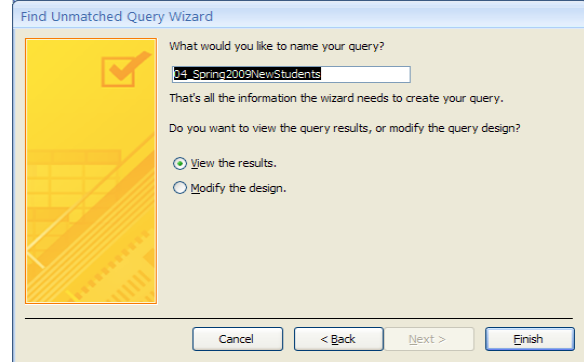 Find Unmatched Query Wizard
What would you like to name your query?
04_Spring2009NewStudents
That's all the information the wizard needs to create your query.
Do you want to view the query results, or modify the query design?
View the results.
Modify the design.
Cancel
< Back
Next >
Finish